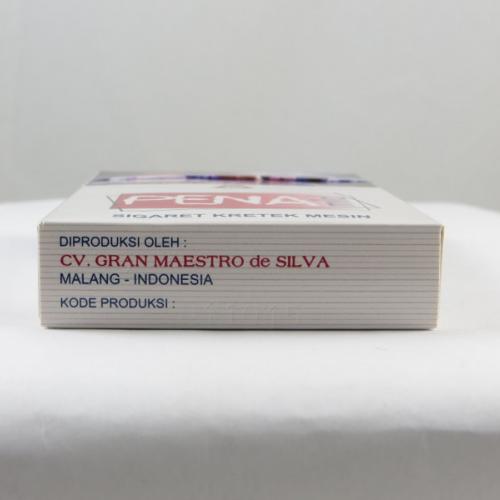 PENA
SIGARET KRETEK MESIN
DIPRODUKSI OLEH :
CV. GRAN MAESTRO de SILVA
MALANG - INDONESIA
KODE PRODUKSI :